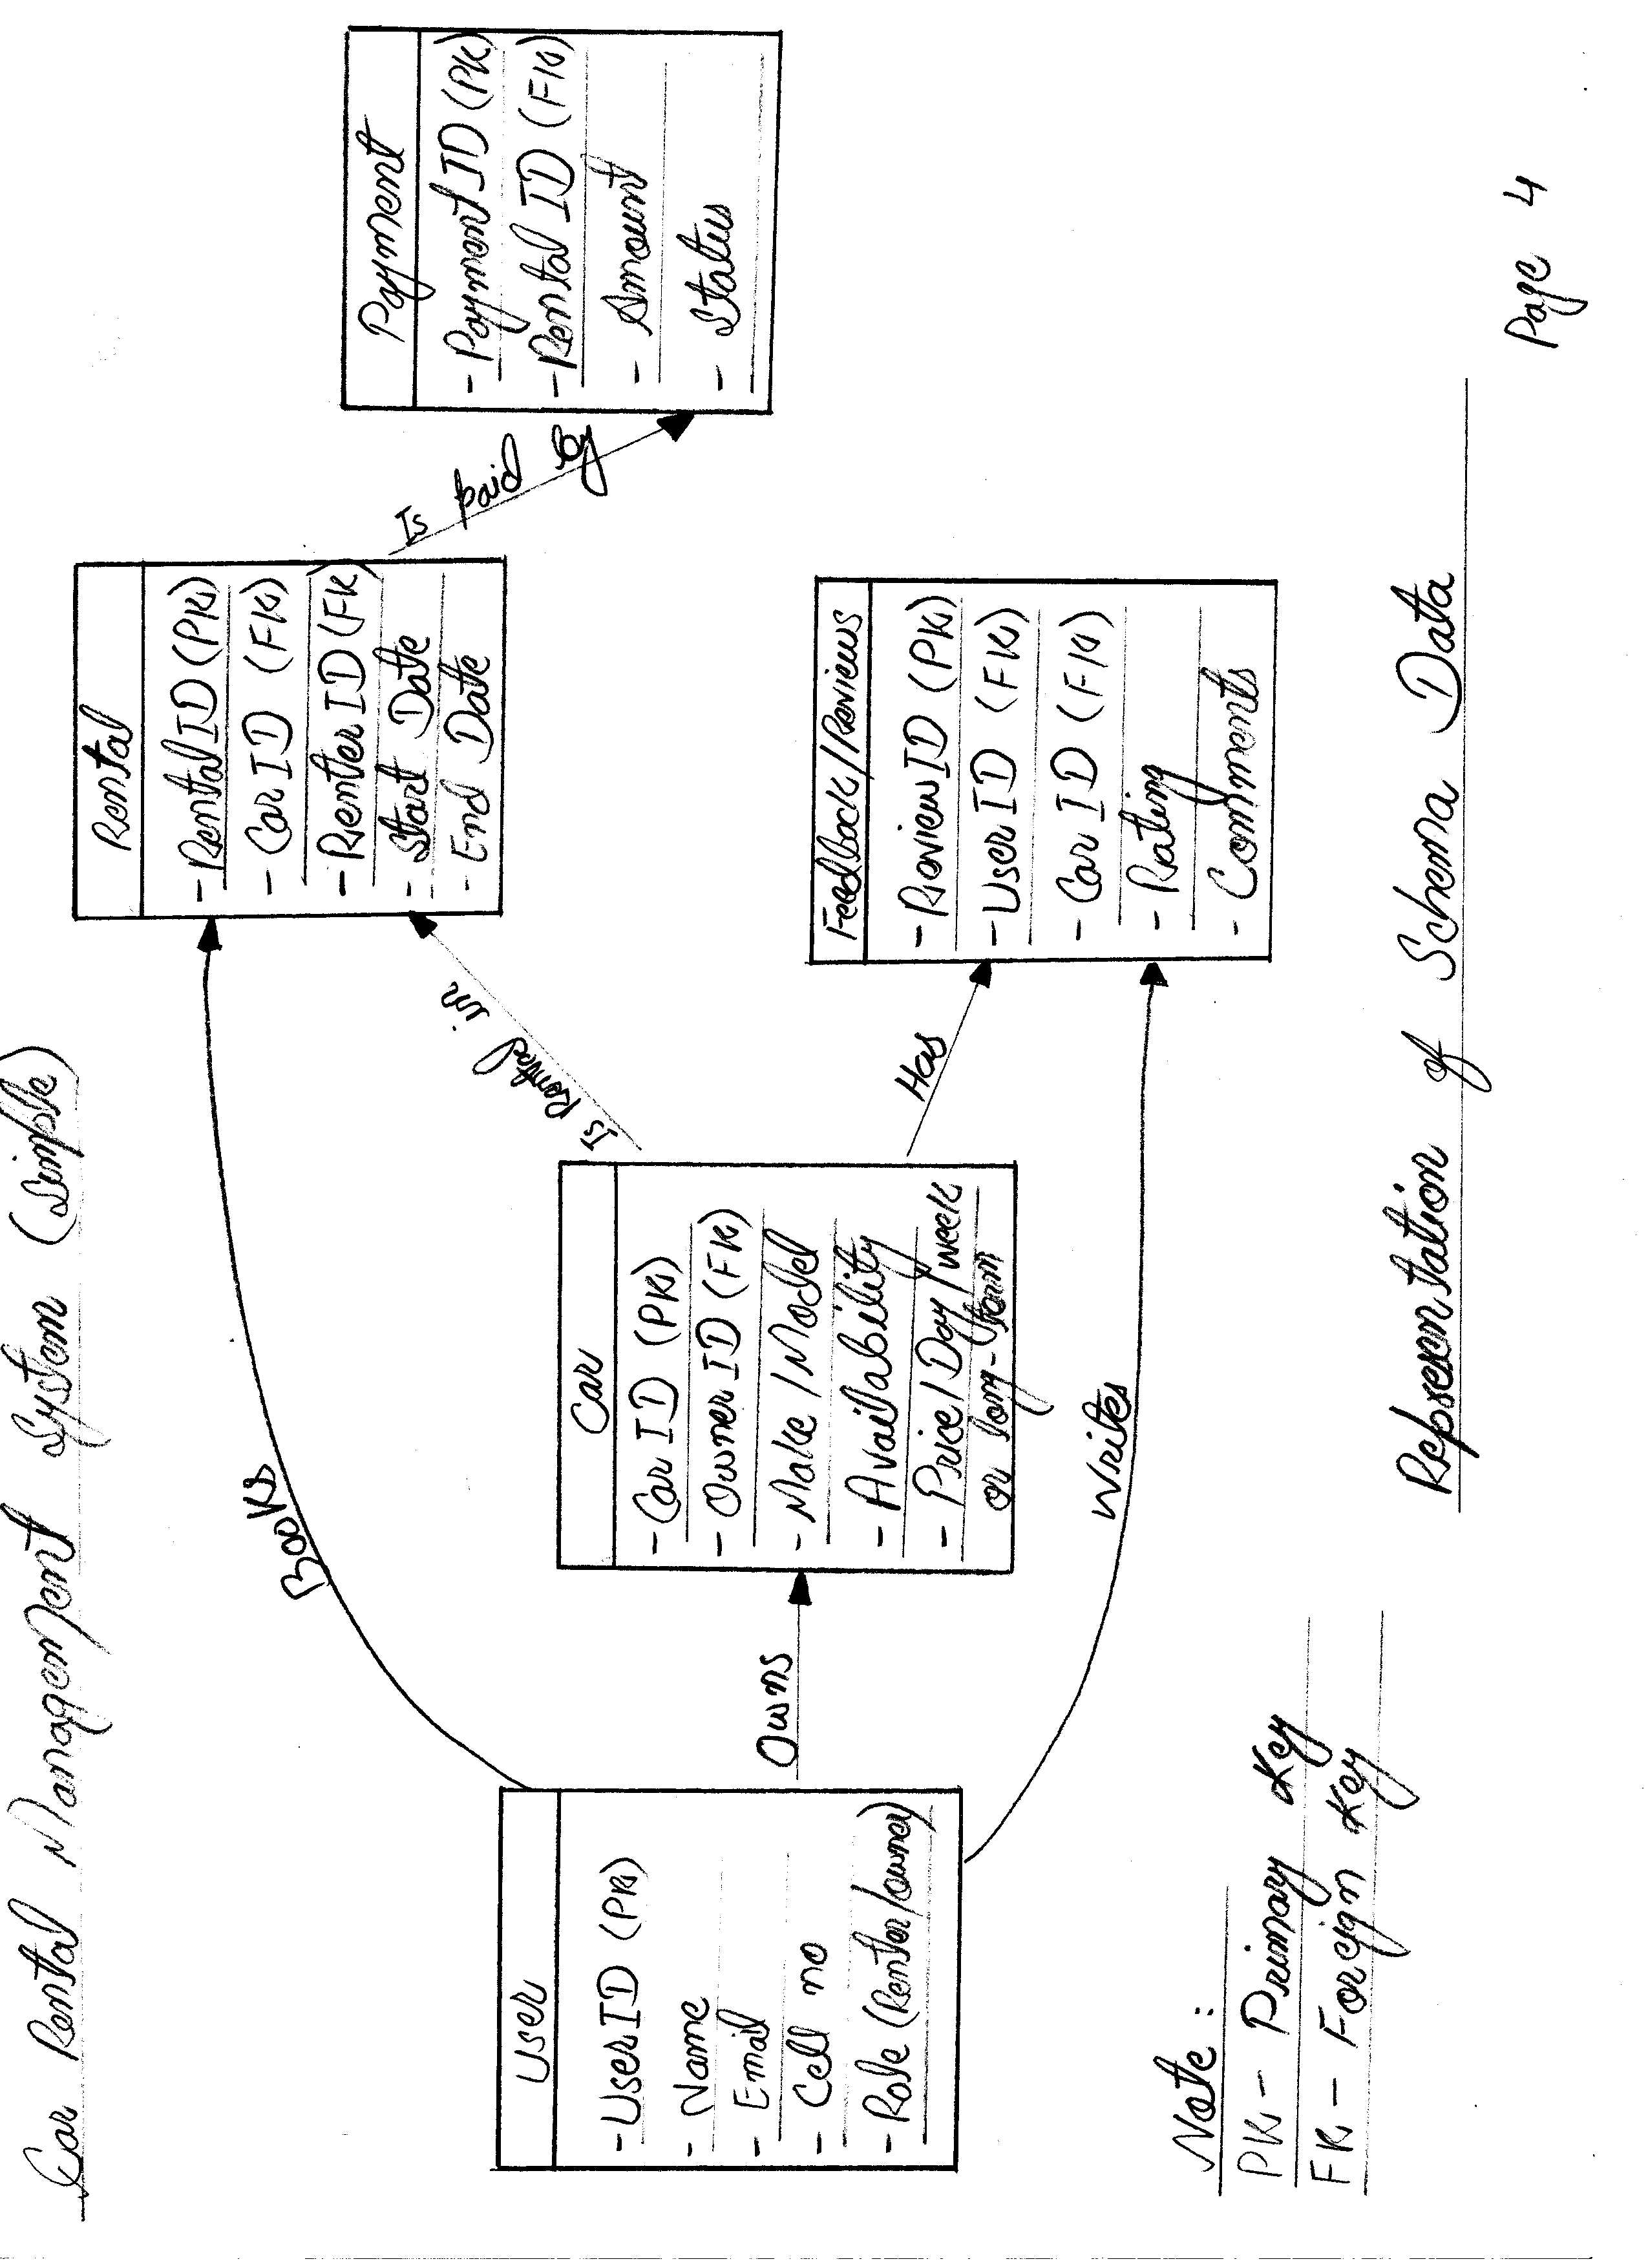 Car Rental Management System (Simple)
Rental
- Rental ID (PK)
- Car ID (FK)
- Renter ID (FK)
- Start Date
- End Date
Books
Is Rented in
Is paid by
Payment
- Payment ID (PK)
- Rental ID (FK)
- Amount
- Status
User
- User ID (PK)
- Name
- Email
- Cell no
- Role (Renter/owner)
Owns
Car
- Car ID (PK)
- Owner ID (FK)
- Make / Model
- Availability
- Price / Day / week
or long-term
Has
Writes
Feedback/Reviews
- Review ID (PK)
- User ID (FK)
- Car ID (FK)
- Rating
- Comments
Note :
PK - Primary Key
FK - Foreign Key
Representation of Schema Data
Page 4